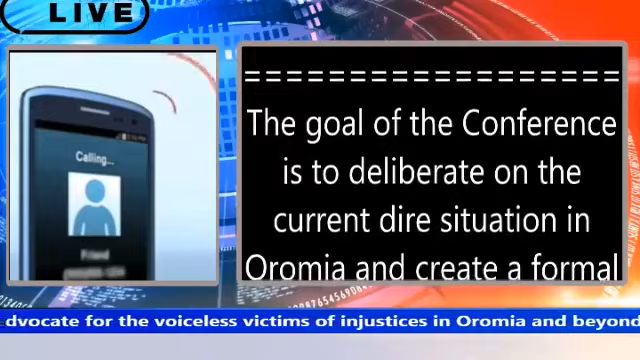 LIVE
Calling...
Friend
====================
The goal of the Conference
is to deliberate on the
current dire situation in
Oromia and create a formal
dvocate for the voiceless victims of injustices in Oromia and beyond